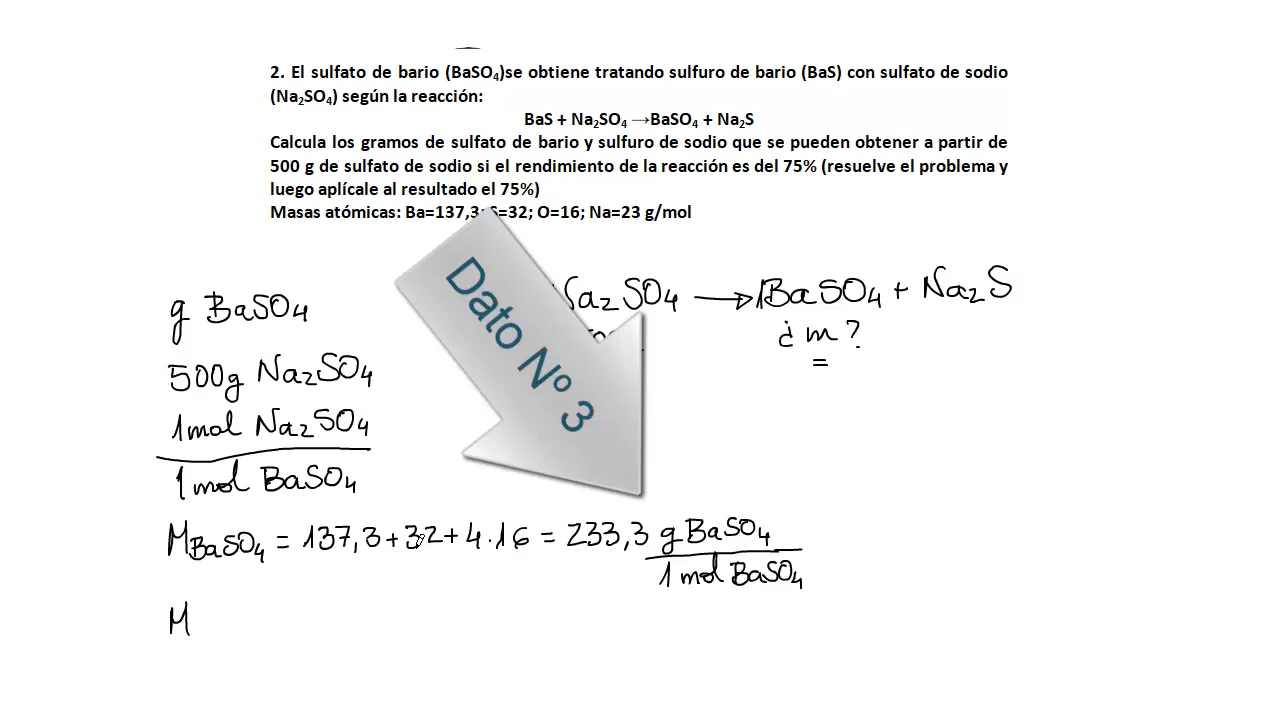 2. El sulfato de bario (BaSO₄)se obtiene tratando sulfuro de bario (BaS) con sulfato de sodio
(Na₂SO₄) según la reacción:
BaS + Na₂SO₄ →BaSO₄ + Na₂S
Calcula los gramos de sulfato de bario y sulfuro de sodio que se pueden obtener a partir de
500 g de sulfato de sodio si el rendimiento de la reacción es del 75% (resuelve el problema y
luego aplícale al resultado el 75%)
Masas atómicas: Ba=137,3; S=32; O=16; Na=23 g/mol
Na₂SO₄ → 1BaSO₄ + Na₂S
¿m?
=
g BaSO₄
500g Na₂SO₄
1mol Na₂SO₄
1mol BaSO₄
Dato Nº 3
M BaSO₄ = 137,3+32+4·16 = 233,3 g BaSO₄
1 mol BaSO₄
M